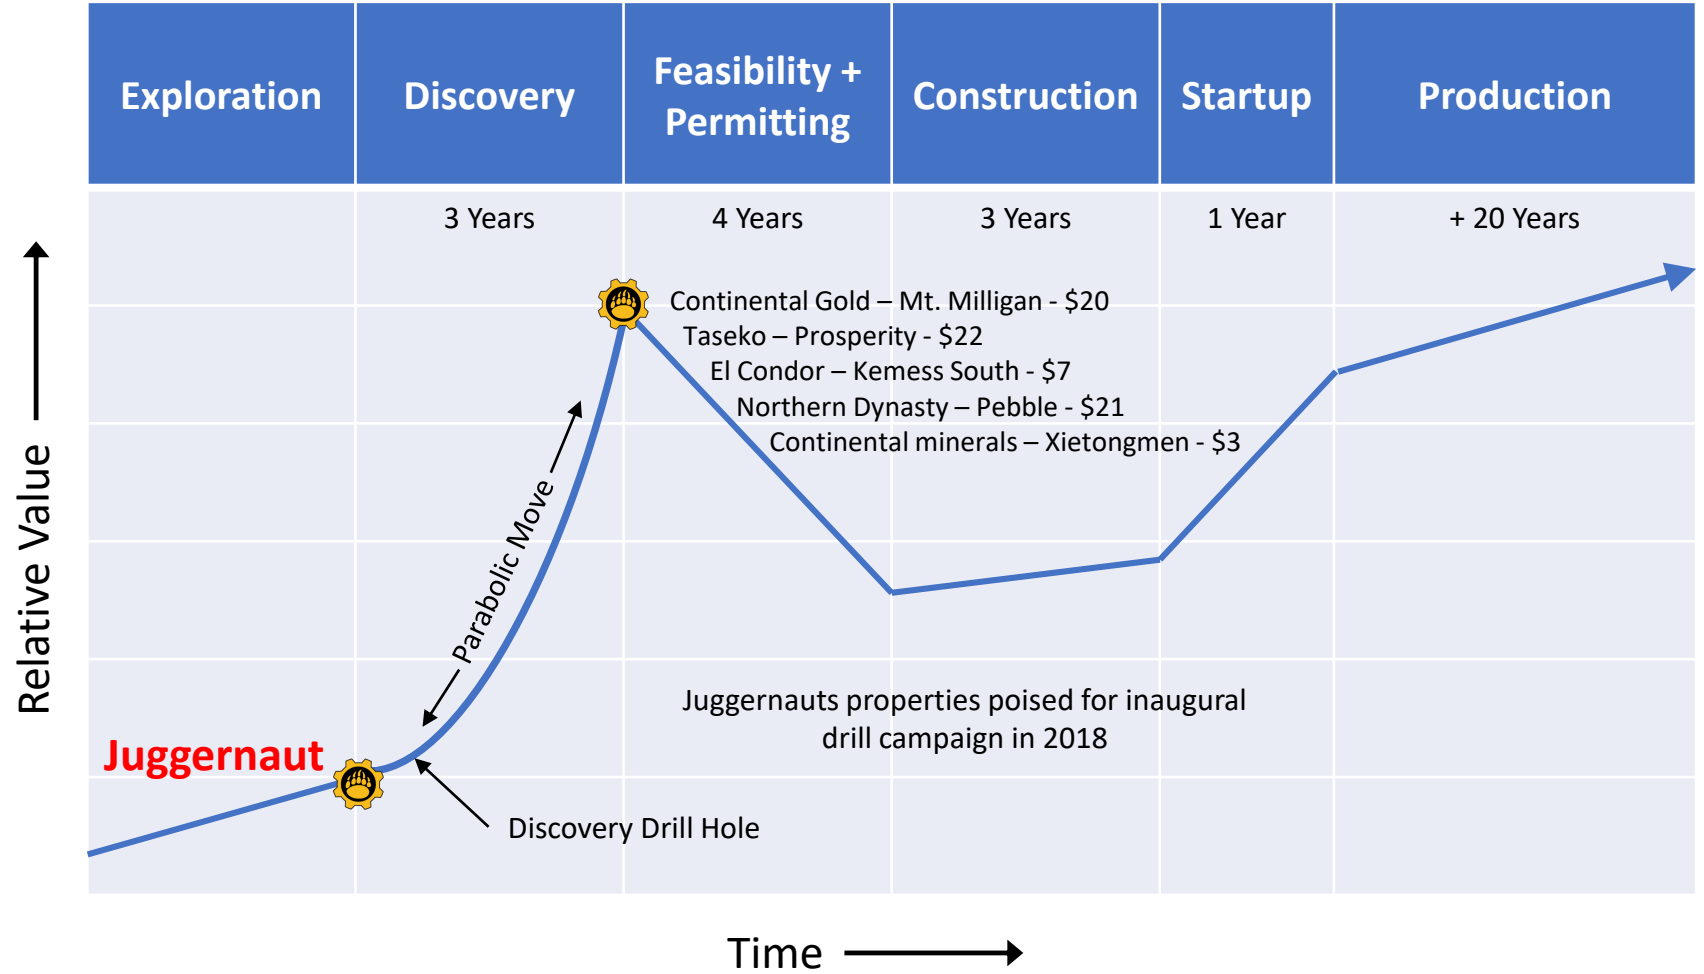 Exploration
Discovery
Feasibility +
Permitting
Construction
Startup
Production
3 Years
4 Years
3 Years
1 Year
+ 20 Years
Continental Gold – Mt. Milligan - $20
Taseko – Prosperity - $22
El Condor – Kemess South - $7
Northern Dynasty – Pebble - $21
Continental minerals – Xietongmen - $3
Relative Value
Parabolic Move
Juggernauts properties poised for inaugural
drill campaign in 2018
Juggernaut
Discovery Drill Hole
Time